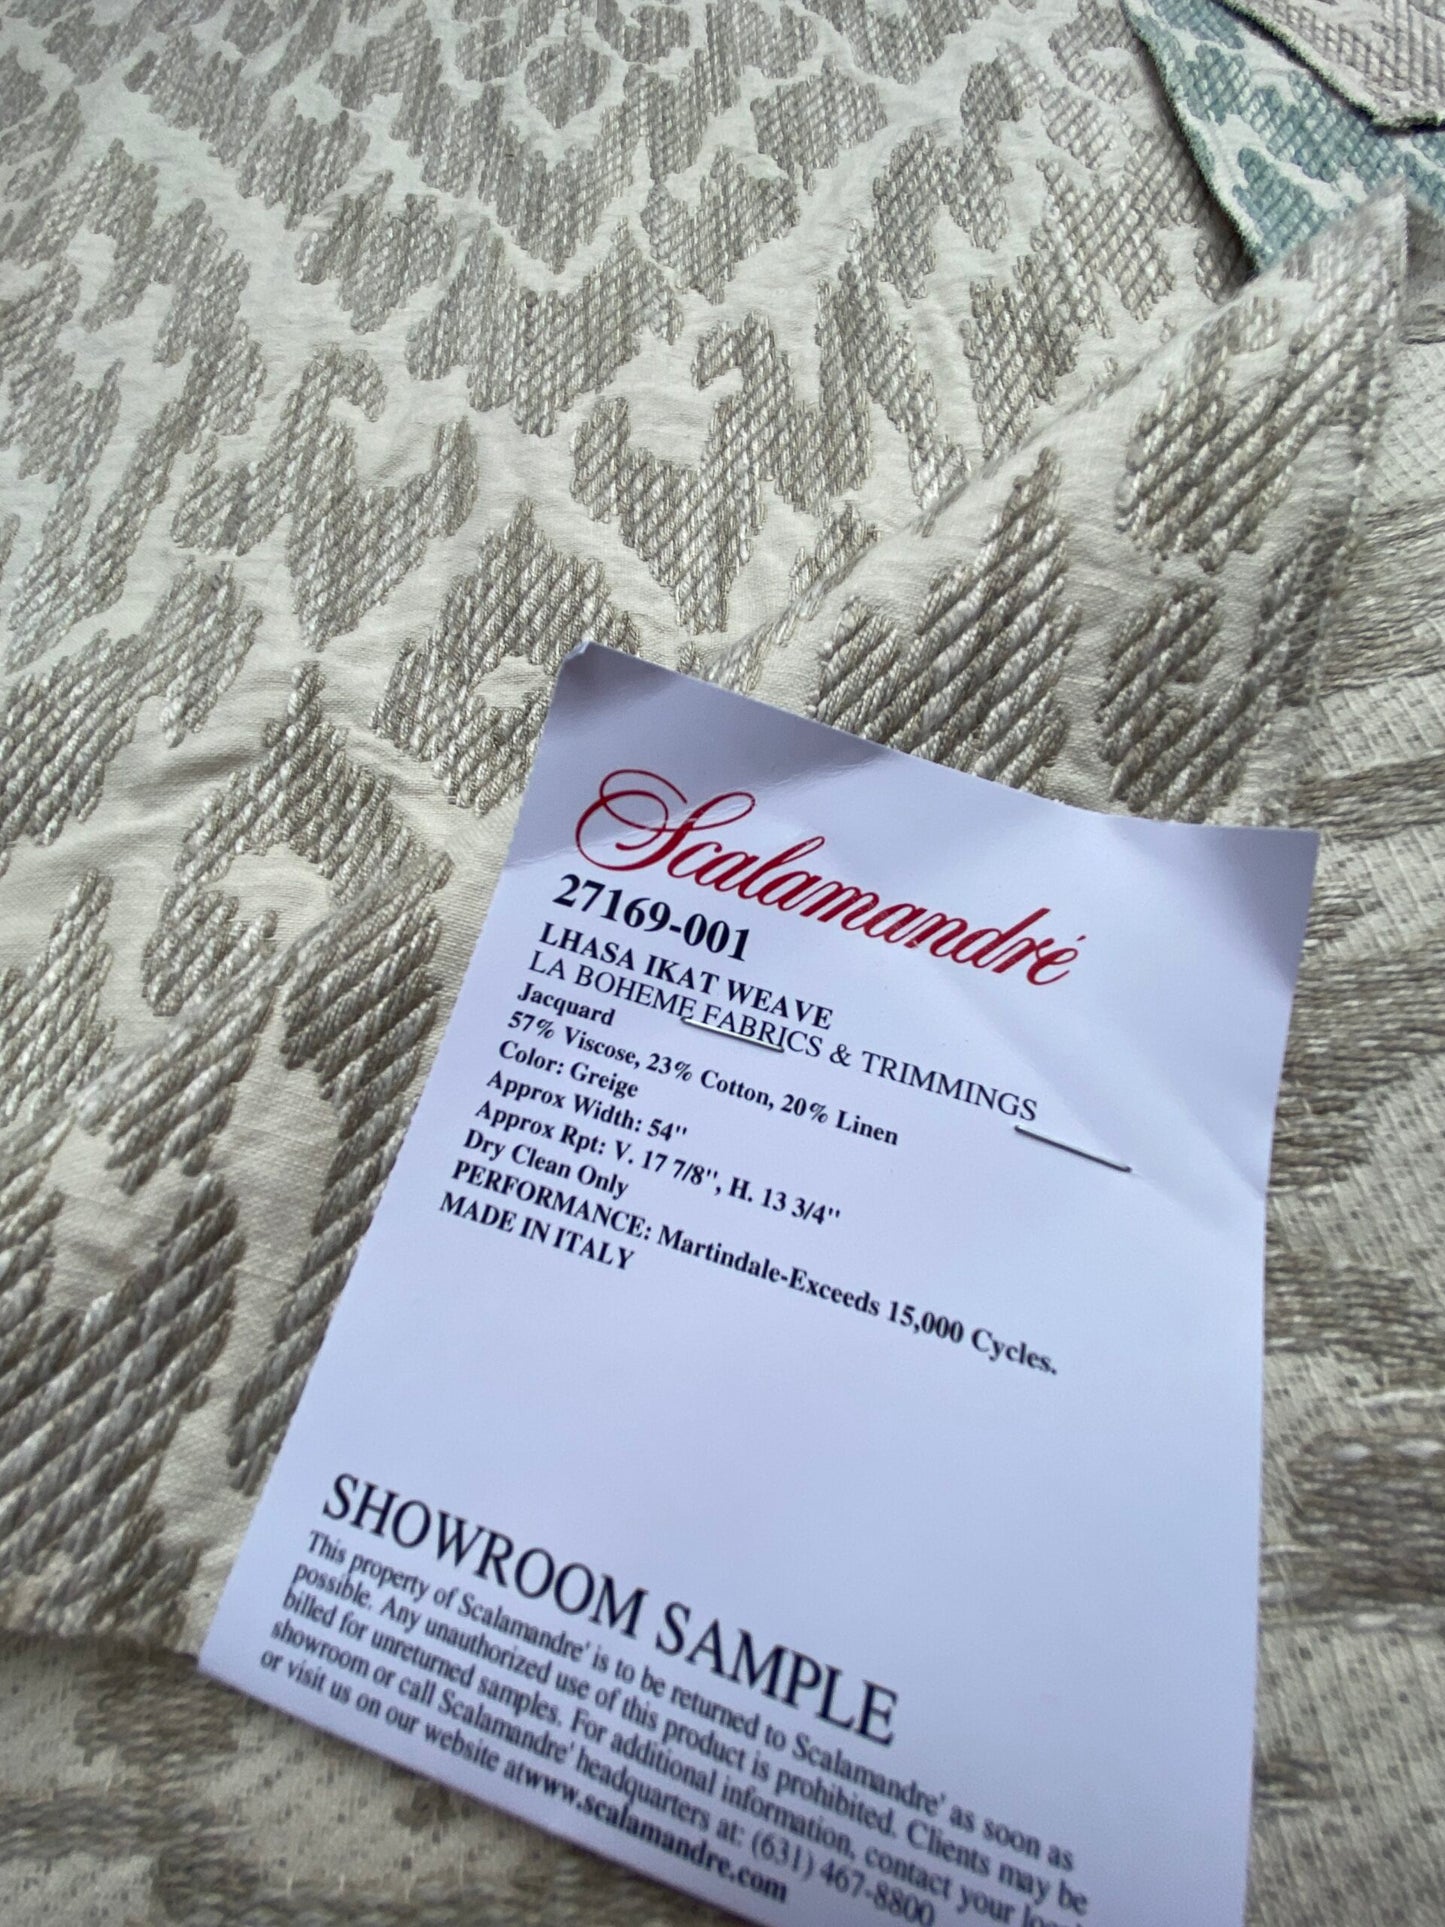 Scalamandré
27169-001
LHASA IKAT WEAVE
LA BOHEME FABRICS & TRIMMINGS
Jacquard
57% Viscose, 23% Cotton, 20% Linen
Color: Greige
Approx Width: 54"
Approx Rpt: V. 17 7/8", H. 13 3/4"
Dry Clean Only
PERFORMANCE: Martindale-Exceeds 15,000 Cycles.
MADE IN ITALY
SHOWROOM SAMPLE
This property of Scalamandre' is to be returned to Scalamandre' as soon as
possible. Any unauthorized use of this product is prohibited. Clients may be
billed for unreturned samples. For additional information, contact your
showroom or call Scalamandre' headquarters at: (631) 467-8800
or visit us on our website atwww.scalamandre.com